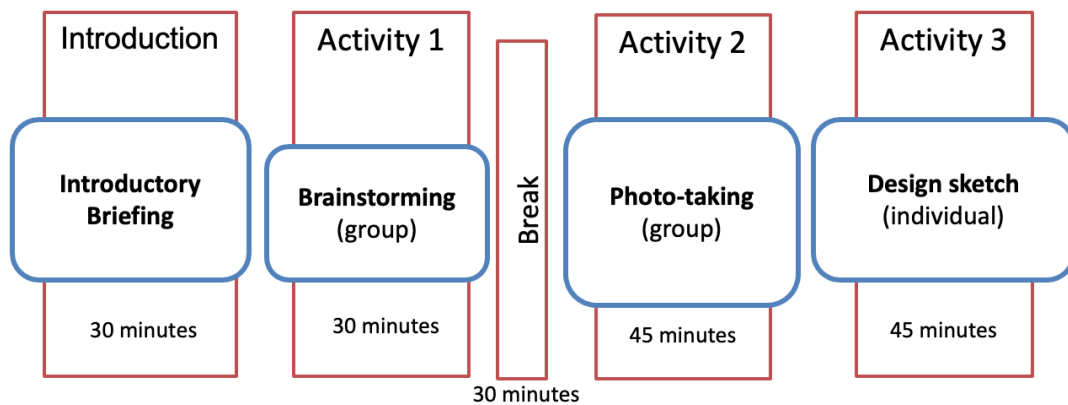 Introduction
Introductory
Briefing
30 minutes
Activity 1
Brainstorming
(group)
30 minutes
Break
30 minutes
Activity 2
Photo-taking
(group)
45 minutes
Activity 3
Design sketch
(individual)
45 minutes